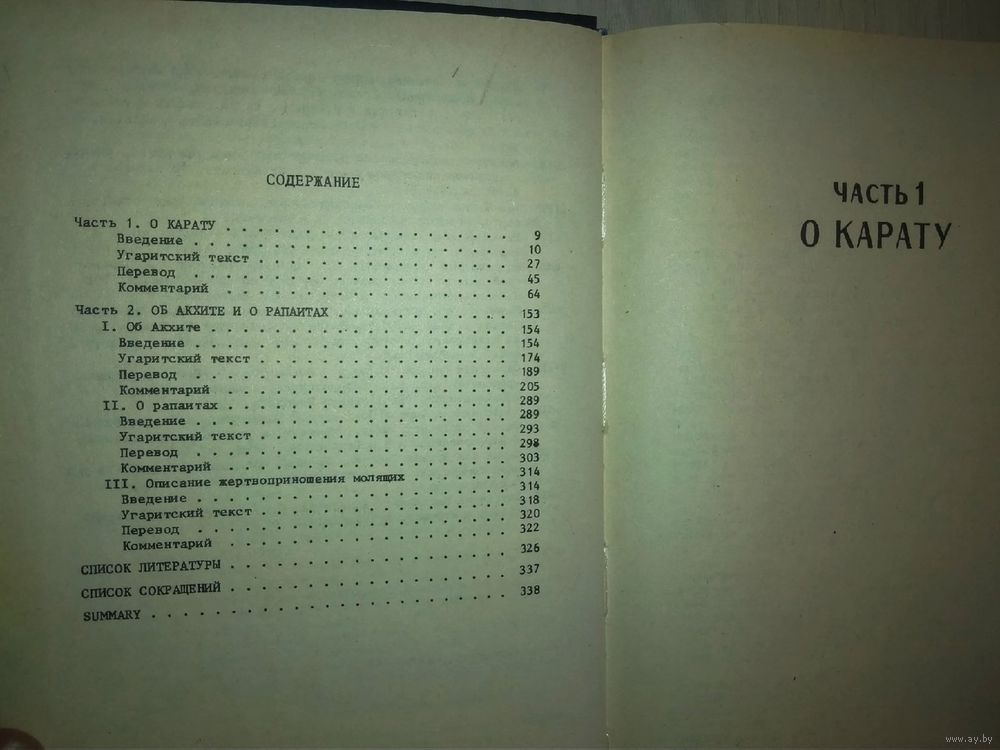 СОДЕРЖАНИЕ
Часть 1. О КАРАТУ . . . . . . . . . . . . . . . . . . 9
Введение . . . . . . . . . . . . . . . . . . . . 10
Угаритский текст . . . . . . . . . . . . . . . . 27
Перевод . . . . . . . . . . . . . . . . . . . . 45
Комментарий . . . . . . . . . . . . . . . . . . 64
Часть 2. ОБ АКХИТЕ И О РАПАИТАХ . . . . . . . . . . . 153
I. Об Акхите . . . . . . . . . . . . . . . . . . . 154
Введение . . . . . . . . . . . . . . . . . . . . 154
Угаритский текст . . . . . . . . . . . . . . . . 174
Перевод . . . . . . . . . . . . . . . . . . . . 189
Комментарий . . . . . . . . . . . . . . . . . . 205
II. О рапаитах . . . . . . . . . . . . . . . . . . 289
Введение . . . . . . . . . . . . . . . . . . . . 289
Угаритский текст . . . . . . . . . . . . . . . . 293
Перевод . . . . . . . . . . . . . . . . . . . . 298
Комментарий . . . . . . . . . . . . . . . . . . 303
III. Описание жертвоприношения молящих . . . . . . 314
Введение . . . . . . . . . . . . . . . . . . . . 314
Угаритский текст . . . . . . . . . . . . . . . . 318
Перевод . . . . . . . . . . . . . . . . . . . . 320
Комментарий . . . . . . . . . . . . . . . . . . 322
СПИСОК ЛИТЕРАТУРЫ . . . . . . . . . . . . . . . . . . 326
СПИСОК СОКРАЩЕНИЙ . . . . . . . . . . . . . . . . . . 337
SUMMARY . . . . . . . . . . . . . . . . . . . . . . . 338
ЧАСТЬ 1
О КАРАТУ
www.ay.by